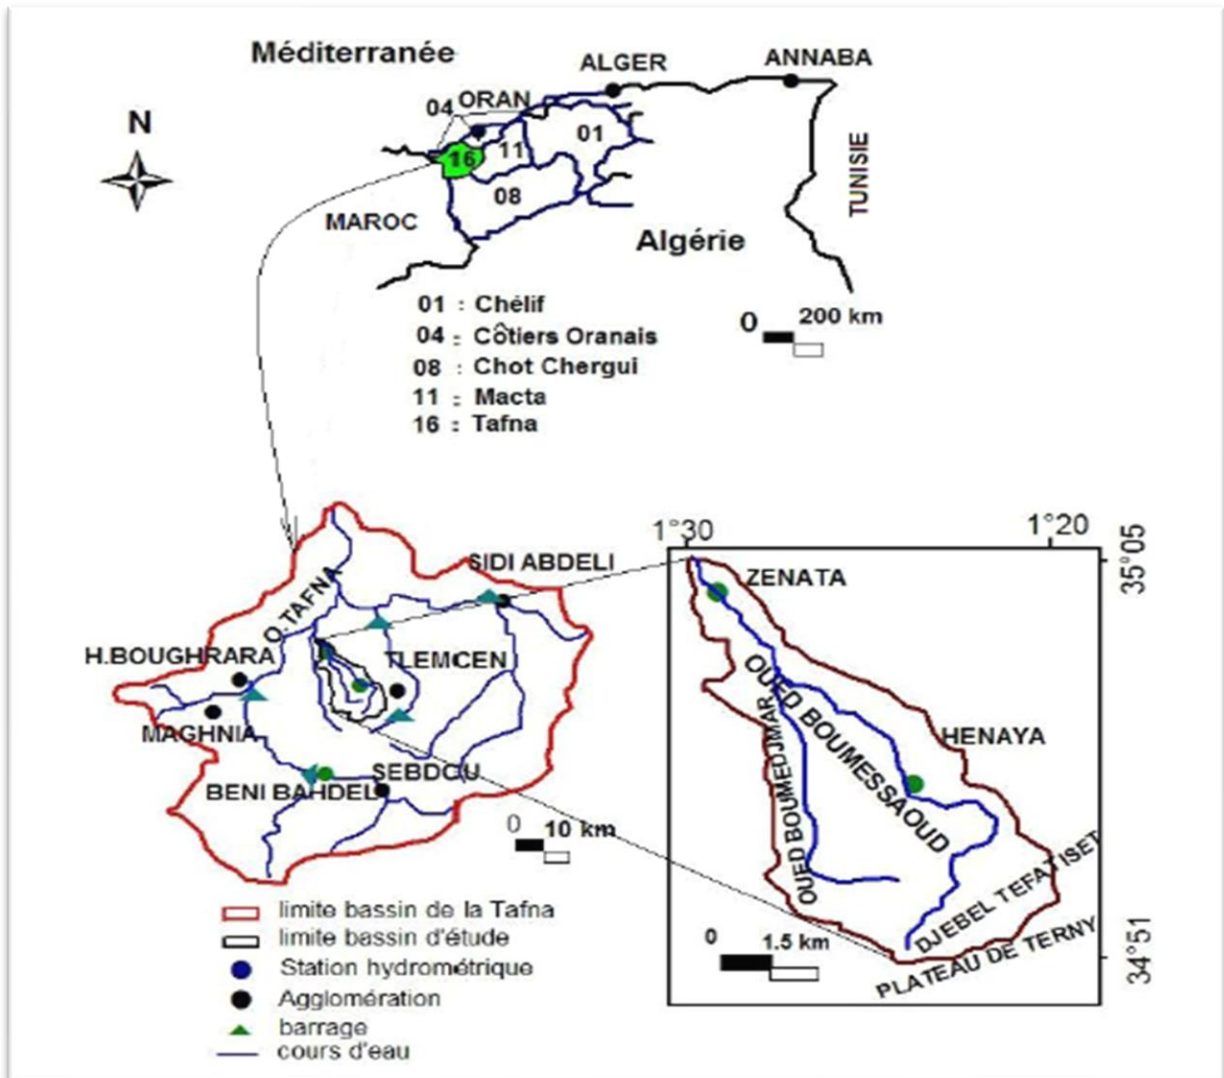 Méditerranée
ALGER
ANNABA
04 ORAN
N
01
16
11
08
TUNISIE
MAROC
Algérie
01 : Chélif
0 200 km
04 : Côtiers Oranais
08 : Chot Chergui
11 : Macta
16 : Tafna
1°30
1°20
35°05
SIDI ABDELI
O.TAFNA
ZENATA
H.BOUGHRARA
TLEMCEN
OUED BOUMESSAOUD
OUED BOUMEDJMAR
HENAYA
MAGHNIA
SEBDOU
BENI BAHDEL
0 10 km
DJEBEL TEFATISET
PLATEAU DE TERNY
0 1.5 km
34°51
limite bassin de la Tafna
limite bassin d'étude
Station hydrométrique
Agglomération
barrage
cours d'eau